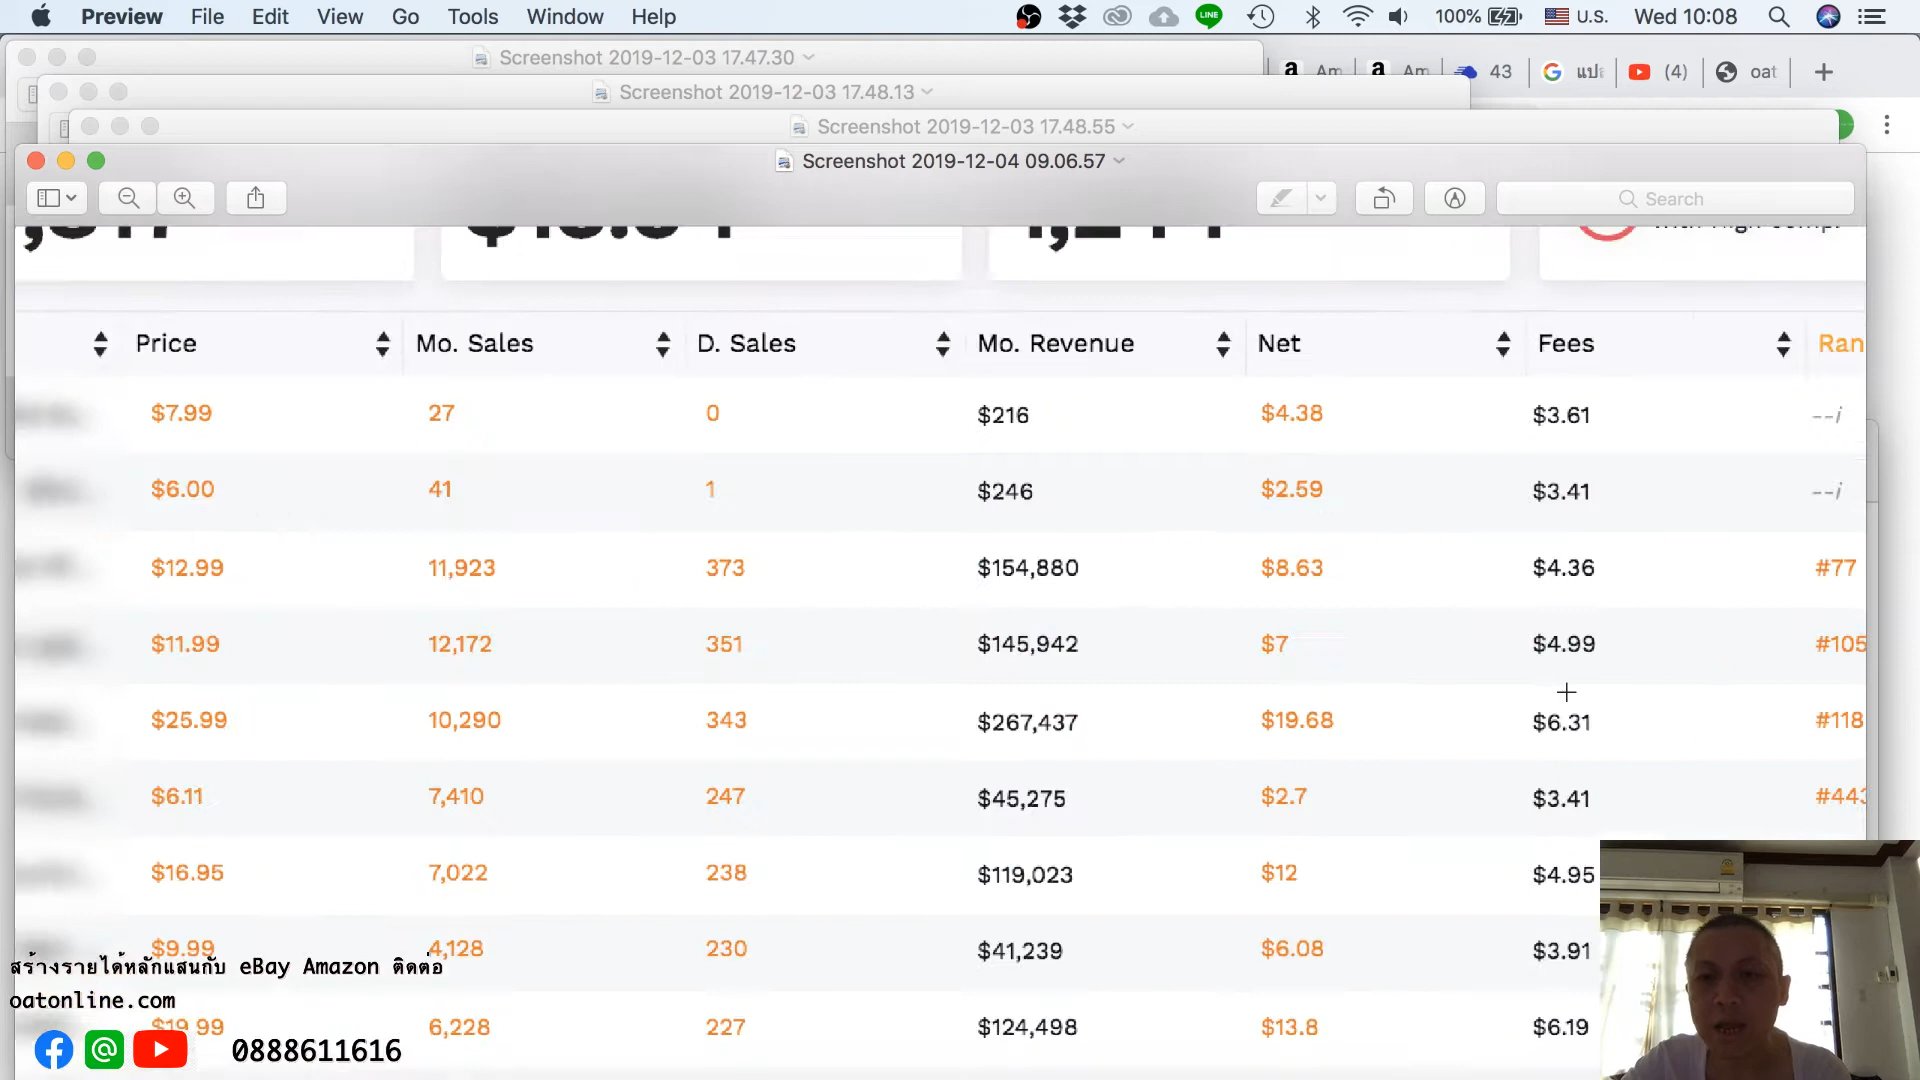 Preview File Edit View Go Tools Window Help LINE 100% U.S. Wed 10:08
Screenshot 2019-12-03 17.47.30
a Am a Am 43 G (4) oat +
Screenshot 2019-12-03 17.48.13
Screenshot 2019-12-03 17.48.55
Screenshot 2019-12-04 09.06.57
Search
Price Mo. Sales D. Sales Mo. Revenue Net Fees Ran
$7.99 27 0 $216 $4.38 $3.61 --i
$6.00 41 1 $246 $2.59 $3.41 --i
$12.99 11,923 373 $154,880 $8.63 $4.36 #77
$11.99 12,172 351 $145,942 $7 $4.99 #105
$25.99 10,290 343 $267,437 $19.68 $6.31 #118
$6.11 7,410 247 $45,275 $2.7 $3.41 #443
$16.95 7,022 238 $119,023 $12 $4.95
$9.99 4,128 230 $41,239 $6.08 $3.91
สร้างรายได้หลักแสนกับ eBay Amazon ติดต่อ
oatonline.com
$19.99 6,228 227 $124,498 $13.8 $6.19
0888611616